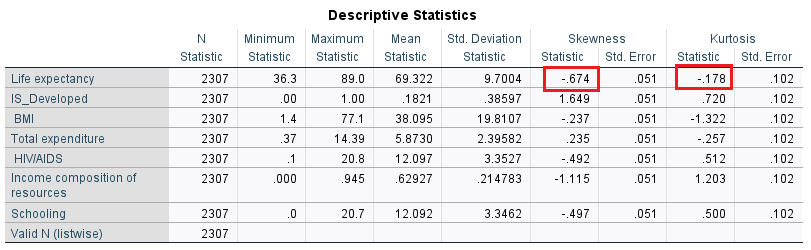 Descriptive Statistics
N Minimum Maximum Mean Std. Deviation Skewness Kurtosis
Statistic Statistic Statistic Statistic Statistic Statistic Std. Error Statistic Std. Error
Life expectancy 2307 36.3 89.0 69.322 9.7004 -.674 .051 -.178 .102
IS_Developed 2307 .00 1.00 .1821 .38597 1.649 .051 .720 .102
BMI 2307 1.4 77.1 38.095 19.8107 -.237 .051 -1.322 .102
Total expenditure 2307 .37 14.39 5.8730 2.39582 .235 .051 -.257 .102
HIV/AIDS 2307 .1 20.8 12.097 3.3527 -.492 .051 .512 .102
Income composition of 2307 .000 .945 .62927 .214783 -1.115 .051 1.203 .102
resources
Schooling 2307 .0 20.7 12.092 3.3462 -.497 .051 .500 .102
Valid N (listwise) 2307